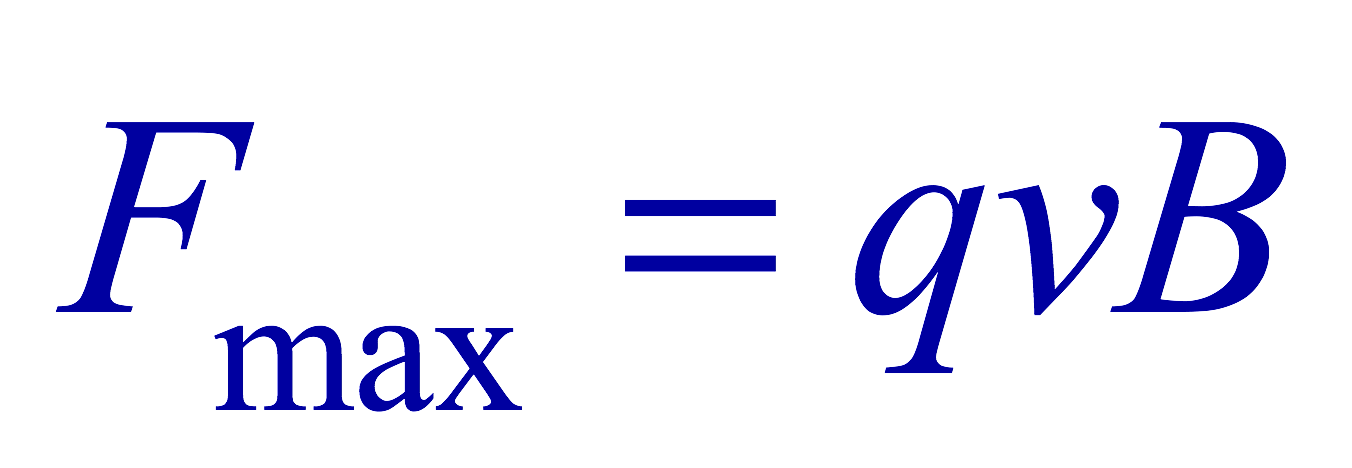 F_max = qvB